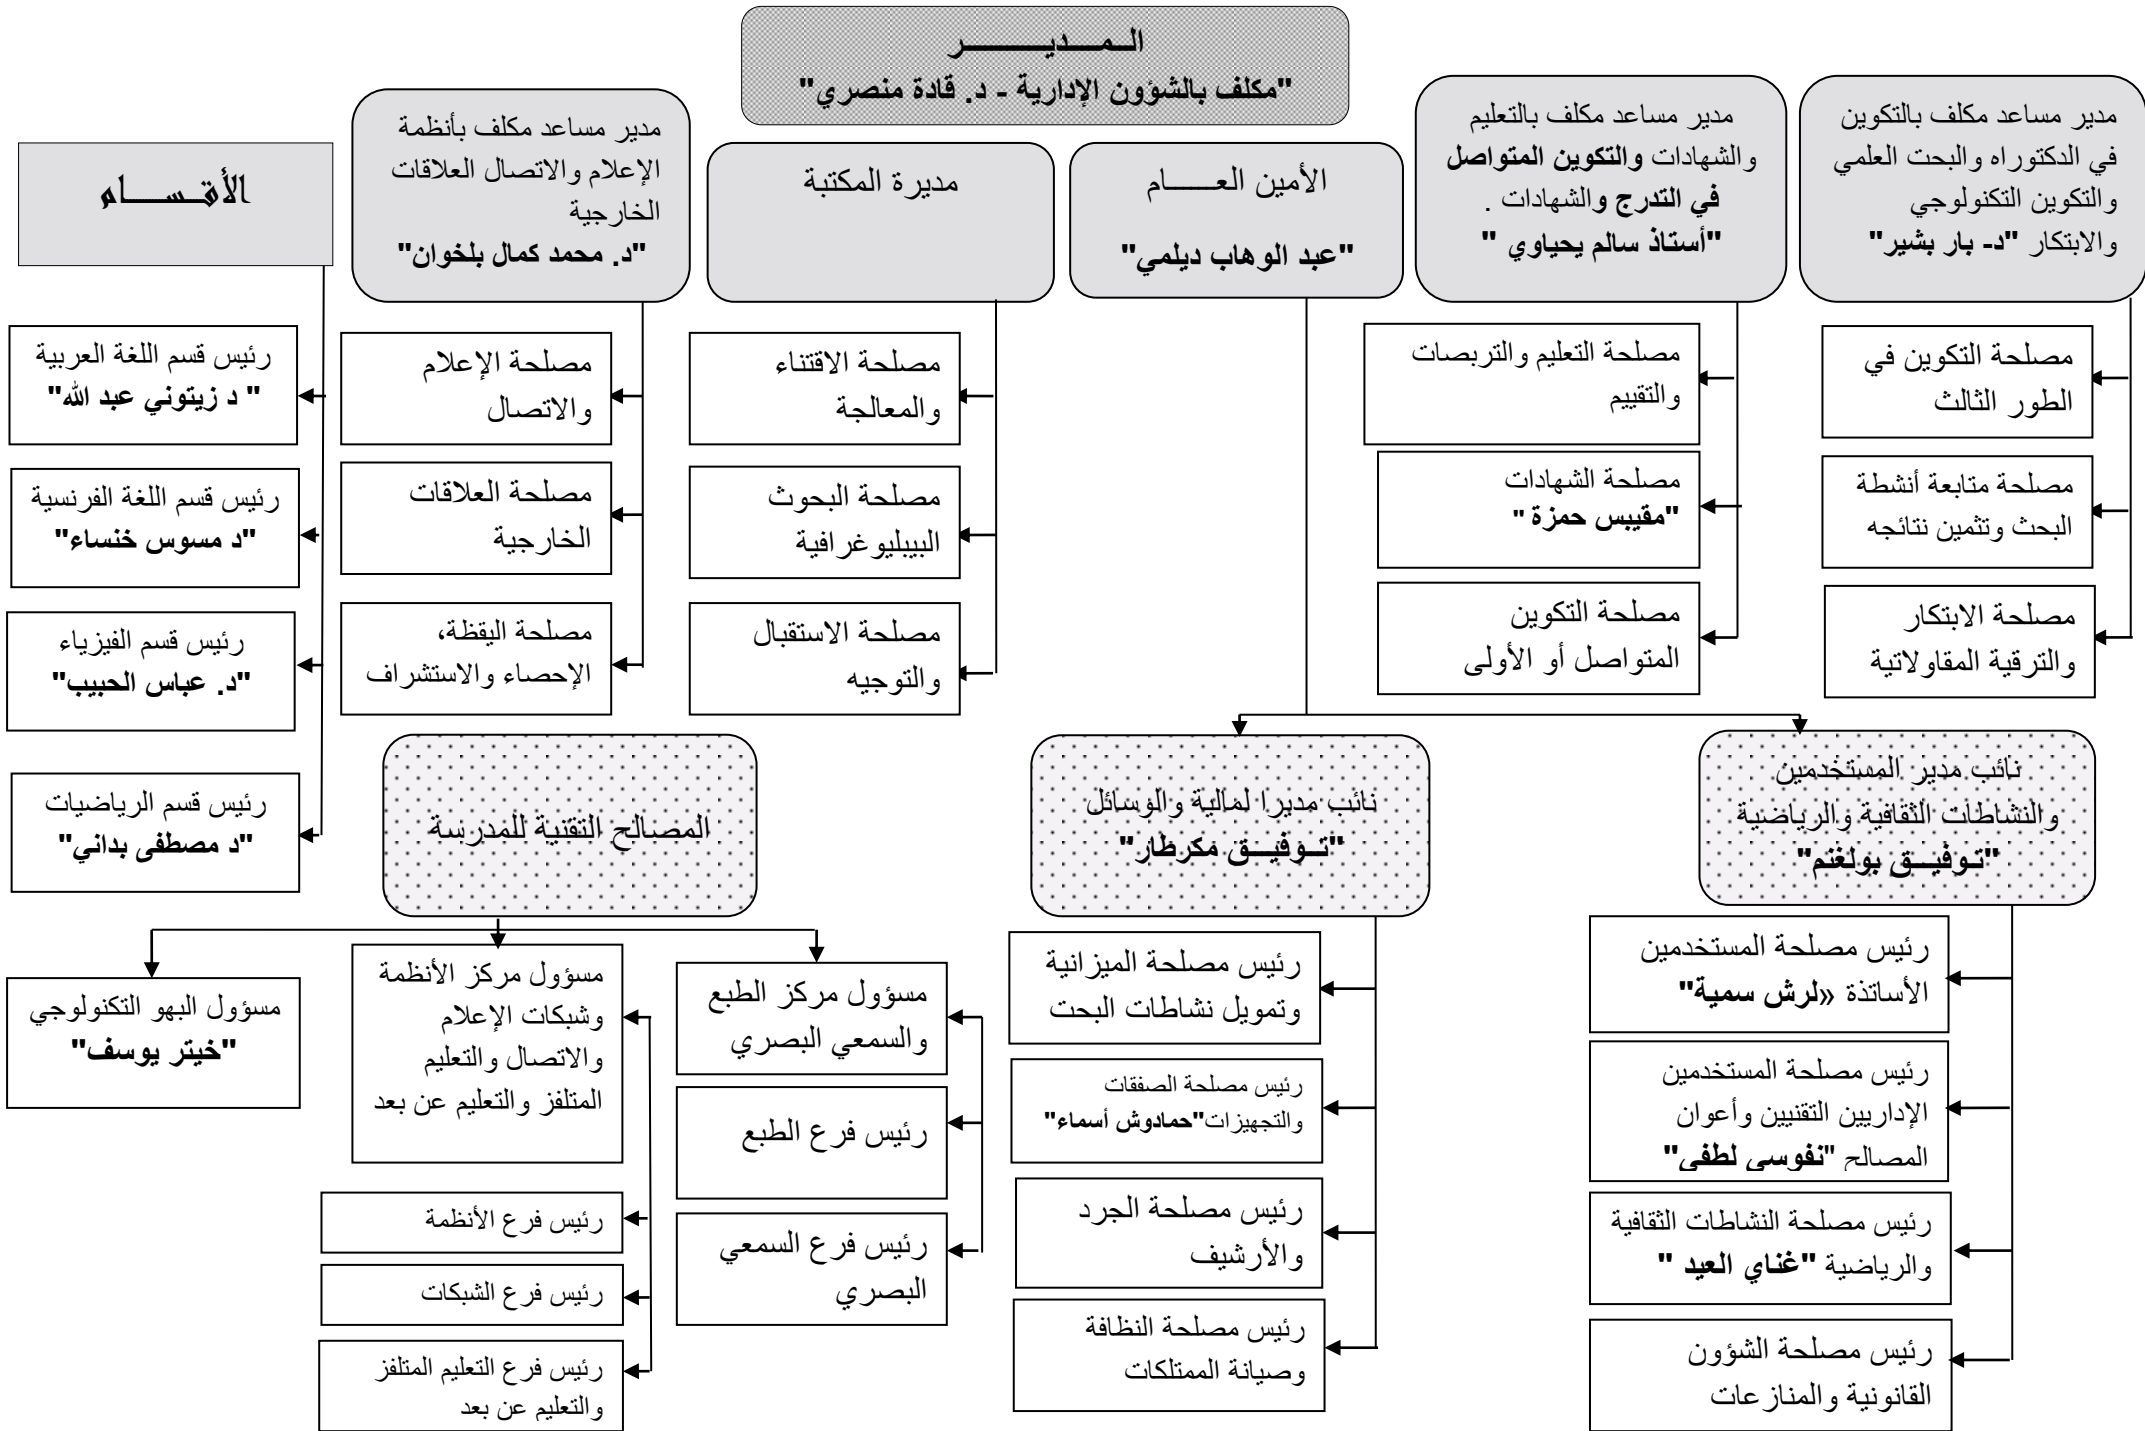 الـمـــديـــــــــر
"مكلف بالشؤون الإدارية - د. قادة منصري"
مدير مساعد مكلف بالتكوين
في الدكتوراه والبحت العلمي
والتكوين التكنولوجي
والابتكار "د- بار بشير"
مدير مساعد مكلف بالتعليم
والشهادات والتكوين المتواصل
في التدرج والشهادات .
"أستاذ سالم يحياوي "
الأمين العــــــام
"عبد الوهاب ديلمي"
مديرة المكتبة
مدير مساعد مكلف بأنظمة
الإعلام والاتصال العلاقات
الخارجية
"د. محمد كمال بلخوان"
الأقــســــام
مصلحة التكوين في
الطور الثالث
مصلحة متابعة أنشطة
البحث وتثمين نتائجه
مصلحة الابتكار
والترقية المقاولاتية
مصلحة التعليم والتربصات
والتقييم
مصلحة الشهادات
"مقيبس حمزة "
مصلحة التكوين
المتواصل أو الأولى
مصلحة الاقتناء
والمعالجة
مصلحة البحوث
البيبليوغرافية
مصلحة الاستقبال
والتوجيه
مصلحة الإعلام
والاتصال
مصلحة العلاقات
الخارجية
مصلحة اليقظة،
الإحصاء والاستشراف
رئيس قسم اللغة العربية
" د زيتوني عبد الله"
رئيس قسم اللغة الفرنسية
"د مسوس خنساء"
رئيس قسم الفيزياء
"د. عباس الحبيب"
رئيس قسم الرياضيات
"د مصطفى بداني"
نائب مدير المستخدمين
والنشاطات الثقافية والرياضية
"تـوفيــق بولغنم"
نائب مديرا لمالية والوسائل
"تــوفيـــق مكرطار"
المصالح التقنية للمدرسة
رئيس مصلحة المستخدمين
الأساتذة «لرش سمية"
رئيس مصلحة المستخدمين
الإداريين التقنيين وأعوان
المصالح "نفوسي لطفي"
رئيس مصلحة النشاطات الثقافية
والرياضية "غناي العيد "
رئيس مصلحة الشؤون
القانونية والمنازعات
رئيس مصلحة الميزانية
وتمويل نشاطات البحث
رئيس مصلحة الصفقات
والتجهيزات"حمادوش أسماء"
رئيس مصلحة الجرد
والأرشيف
رئيس مصلحة النظافة
وصيانة الممتلكات
مسؤول مركز الطبع
والسمعي البصري
رئيس فرع الطبع
رئيس فرع السمعي
البصري
مسؤول مركز الأنظمة
وشبكات الإعلام
والاتصال والتعليم
المتلفز والتعليم عن بعد
رئيس فرع الأنظمة
رئيس فرع الشبكات
رئيس فرع التعليم المتلفز
والتعليم عن بعد
مسؤول البهو التكنولوجي
"خيتر يوسف"